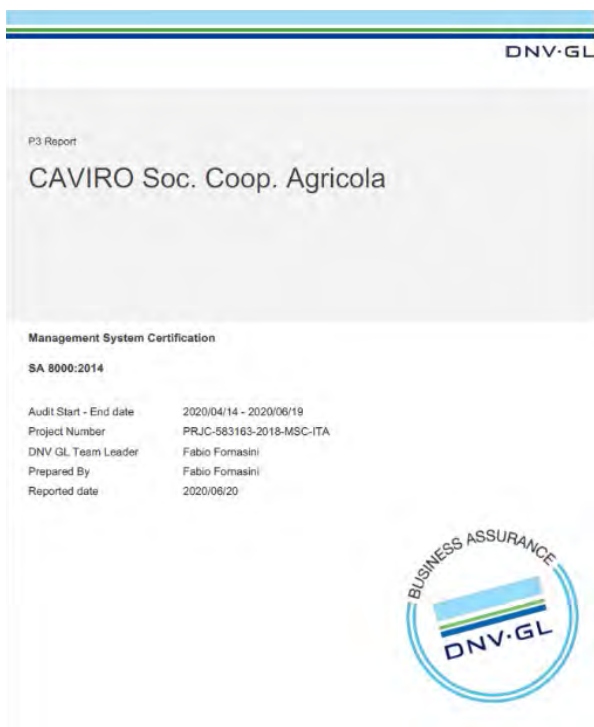 DNV·GL
P3 Report
CAVIRO Soc. Coop. Agricola
Management System Certification
SA 8000:2014
Audit Start - End date 2020/04/14 - 2020/06/19
Project Number PRJC-583163-2018-MSC-ITA
DNV GL Team Leader Fabio Fornasini
Prepared By Fabio Fornasini
Reported date 2020/06/20
BUSINESS ASSURANCE
DNV·GL